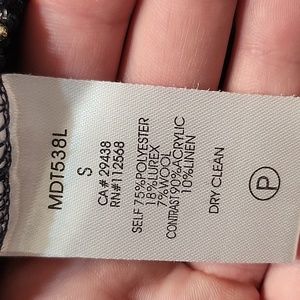 MDT538L
S
CA# 29438
RN#112568
SELF 75%POLYESTER
18%LUREX
7%WOOL
CONTRAST 90%ACRYLIC
10%LINEN
DRY CLEAN
P